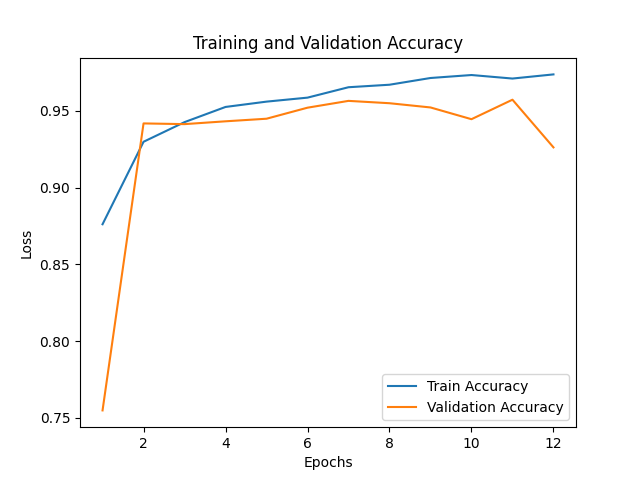 Training and Validation Accuracy
0.95
0.90
0.85
0.80
0.75
Loss
2 4 6 8 10 12
Epochs
Train Accuracy
Validation Accuracy